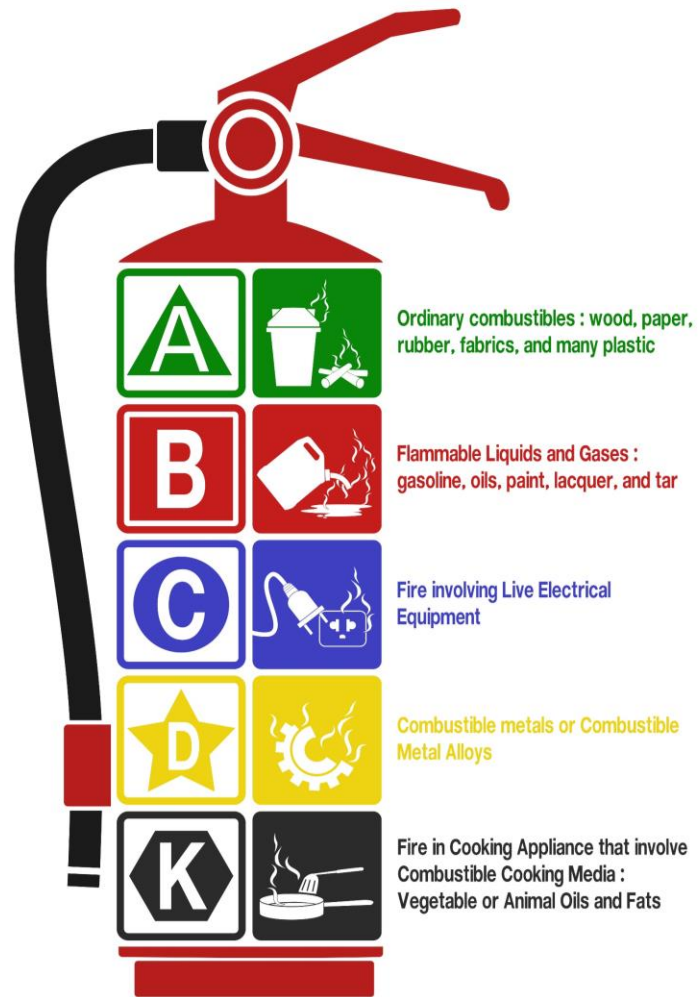 A
Ordinary combustibles : wood, paper,
rubber, fabrics, and many plastic
B
Flammable Liquids and Gases :
gasoline, oils, paint, lacquer, and tar
C
Fire involving Live Electrical
Equipment
D
Combustible metals or Combustible
Metal Alloys
K
Fire in Cooking Appliance that involve
Combustible Cooking Media :
Vegetable or Animal Oils and Fats